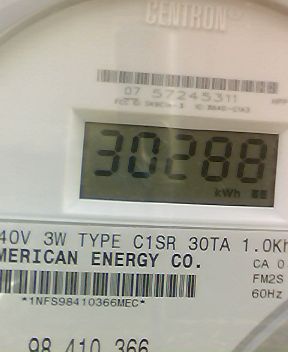 CENTRON®
07 57245311
30288
kWh
40V 3W TYPE C1SR 30TA 1.0Kh
MERICAN ENERGY CO.
CA 0
FM2S
60Hz
*1NFS98410366MEC*
98 410 366